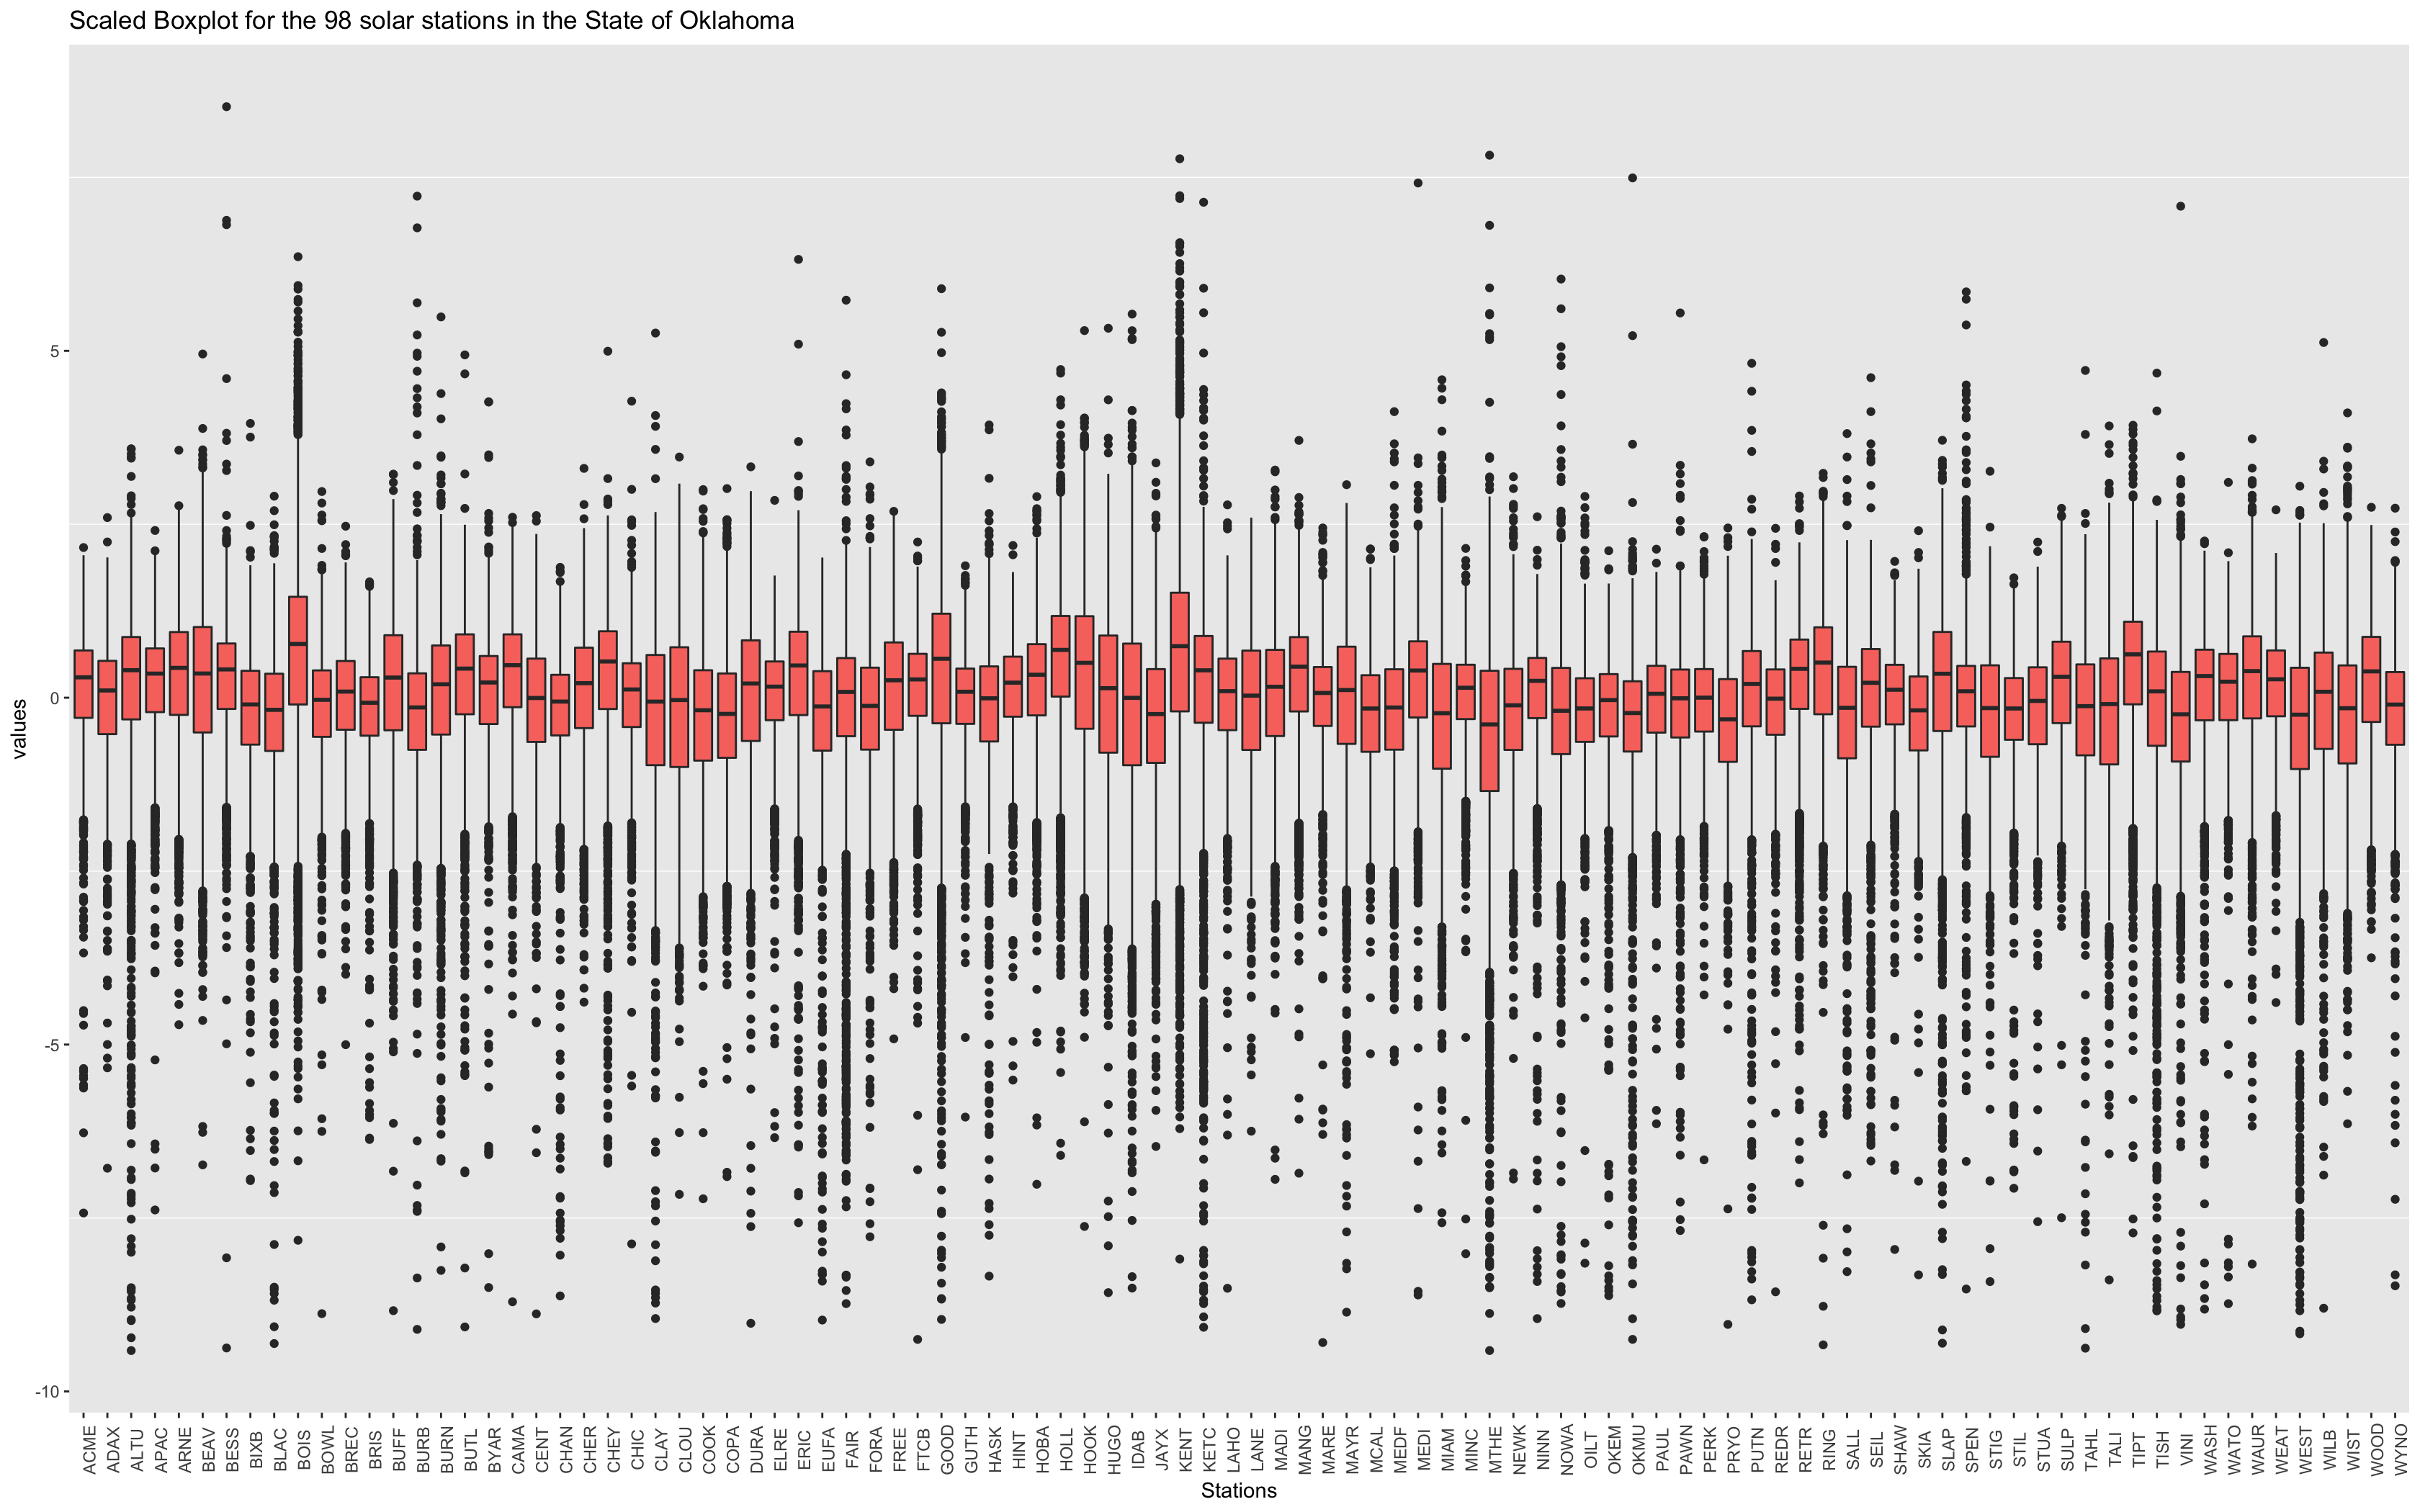 Scaled Boxplot for the 98 solar stations in the State of Oklahoma
values
5
0
-5
-10
ACME ADAX ALTU APAC ARNE BEAV BESS BIXB BLAC BOIS BOWL BREC BRIS BUFF BURB BURN BUTL BYAR CAMA CENT CHAN CHER CHEY CHIC CLAY CLOU COOK COPA DURA ELRE ERIC EUFA FAIR FORA FREE FTCB GOOD GUTH HASK HINT HOBA HOLL HOOK HUGO IDAB JAYX KENT KETC LAHO LANE MADI MANG MARE MAYR MCAL MEDF MEDI MIAM MINC MTHE NEWK NINN NOWA OILT OKEM OKMU PAUL PAWN PERK PRYO PUTN REDR RETR RING SALL SEIL SHAW SKIA SLAP SPEN STIG STIL STUA SULP TAHL TALI TIPT TISH VINI WASH WATO WAUR WEAT WEST WILB WIST WOOD WYNO
Stations